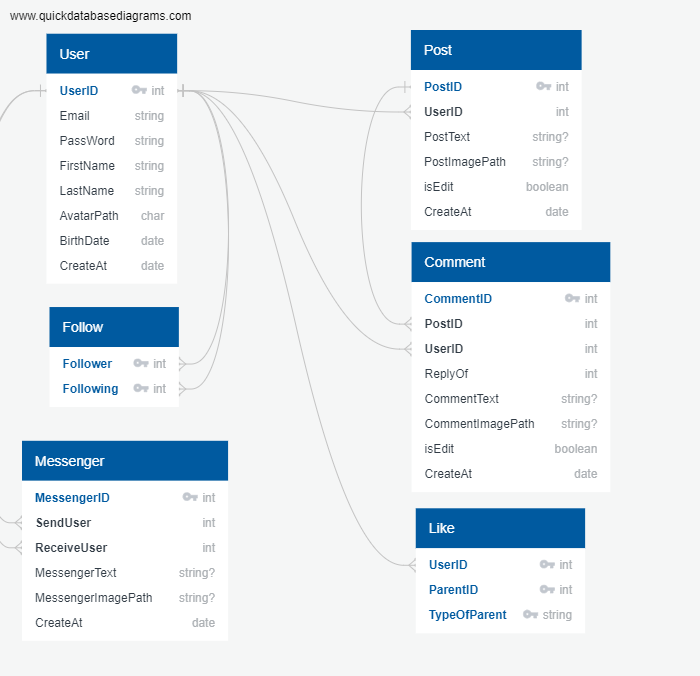 www.quickdatabasediagrams.com
User
UserID int
Email string
PassWord string
FirstName string
LastName string
AvatarPath char
BirthDate date
CreateAt date
Follow
Follower int
Following int
Messenger
MessengerID int
SendUser int
ReceiveUser int
MessengerText string?
MessengerImagePath string?
CreateAt date
Post
PostID int
UserID int
PostText string?
PostImagePath string?
isEdit boolean
CreateAt date
Comment
CommentID int
PostID int
UserID int
ReplyOf int
CommentText string?
CommentImagePath string?
isEdit boolean
CreateAt date
Like
UserID int
ParentID int
TypeOfParent string